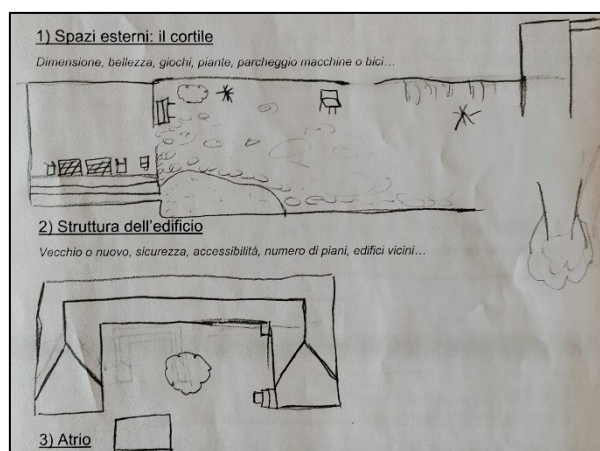 1) Spazi esterni: il cortile
Dimensione, bellezza, giochi, piante, parcheggio macchine o bici…
2) Struttura dell'edificio
Vecchio o nuovo, sicurezza, accessibilità, numero di piani, edifici vicini…
3) Atrio